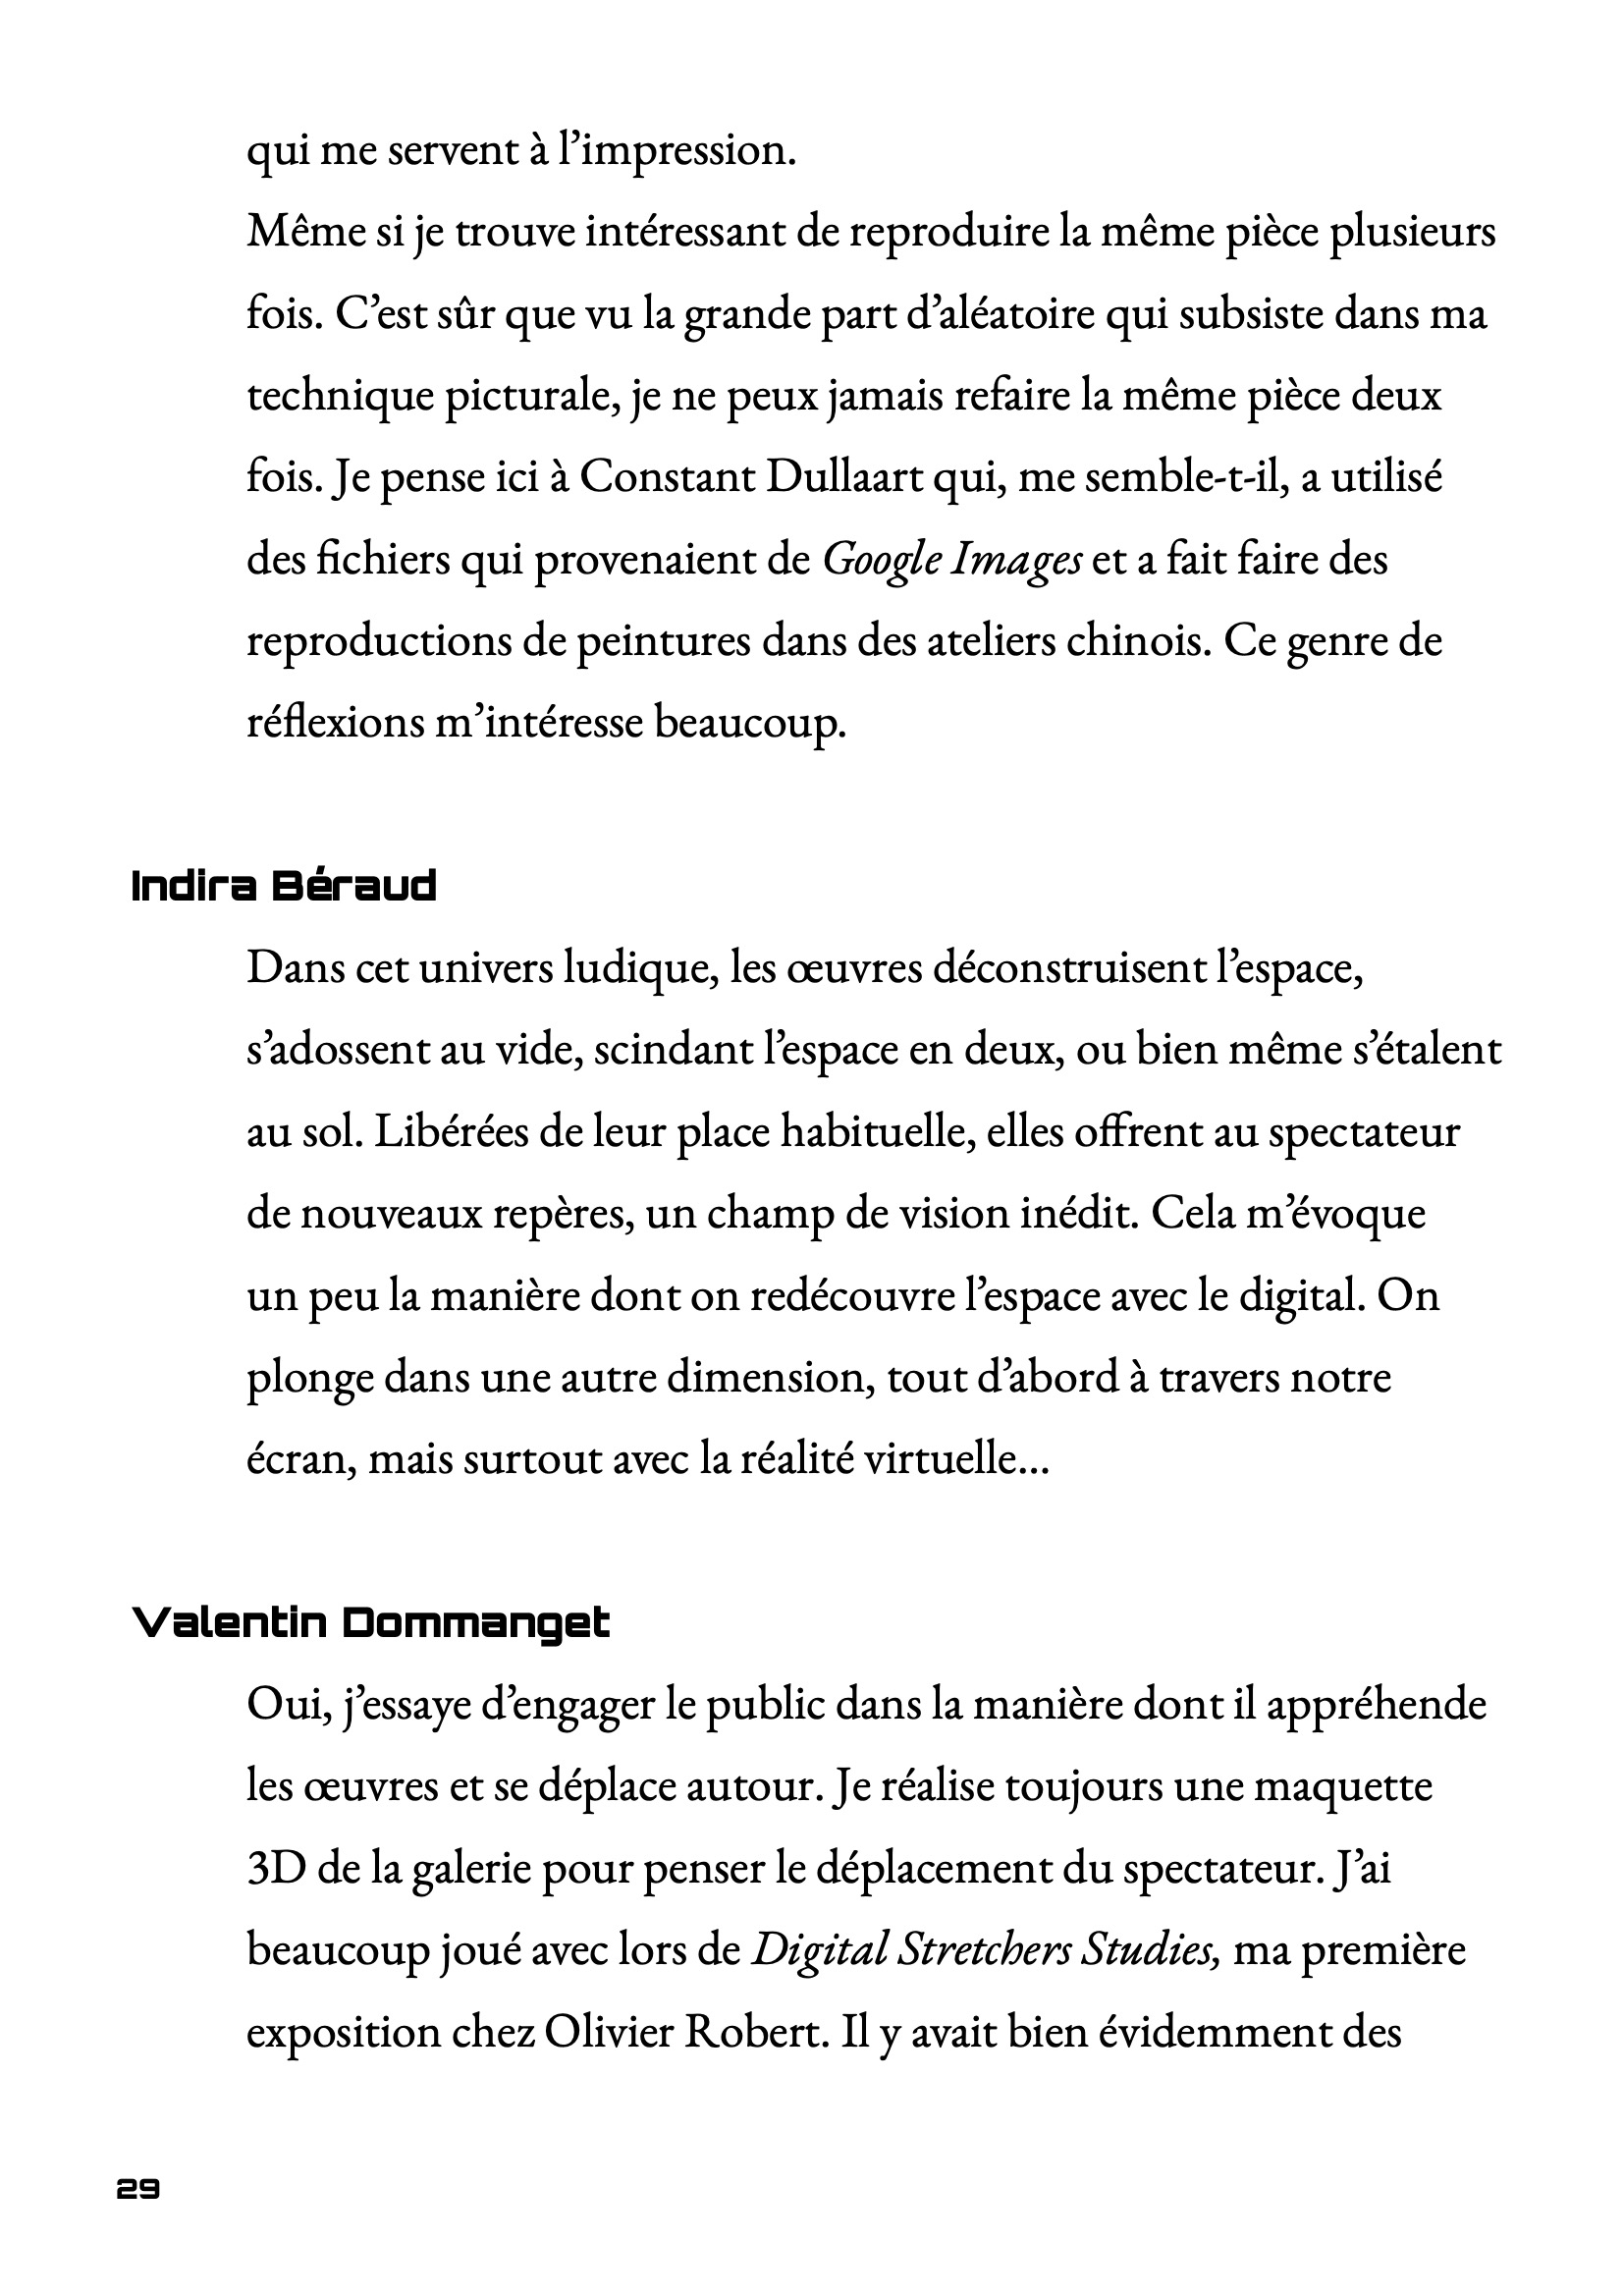 qui me servent à l’impression.
Même si je trouve intéressant de reproduire la même pièce plusieurs
fois. C’est sûr que vu la grande part d’aléatoire qui subsiste dans ma
technique picturale, je ne peux jamais refaire la même pièce deux
fois. Je pense ici à Constant Dullaart qui, me semble-t-il, a utilisé
des fichiers qui provenaient de Google Images et a fait faire des
reproductions de peintures dans des ateliers chinois. Ce genre de
réflexions m’intéresse beaucoup.
Indira Béraud
Dans cet univers ludique, les œuvres déconstruisent l’espace,
s’adossent au vide, scindant l’espace en deux, ou bien même s’étalent
au sol. Libérées de leur place habituelle, elles offrent au spectateur
de nouveaux repères, un champ de vision inédit. Cela m’évoque
un peu la manière dont on redécouvre l’espace avec le digital. On
plonge dans une autre dimension, tout d’abord à travers notre
écran, mais surtout avec la réalité virtuelle…
Valentin Dommanget
Oui, j’essaye d’engager le public dans la manière dont il appréhende
les œuvres et se déplace autour. Je réalise toujours une maquette
3D de la galerie pour penser le déplacement du spectateur. J’ai
beaucoup joué avec lors de Digital Stretchers Studies, ma première
exposition chez Olivier Robert. Il y avait bien évidemment des
29